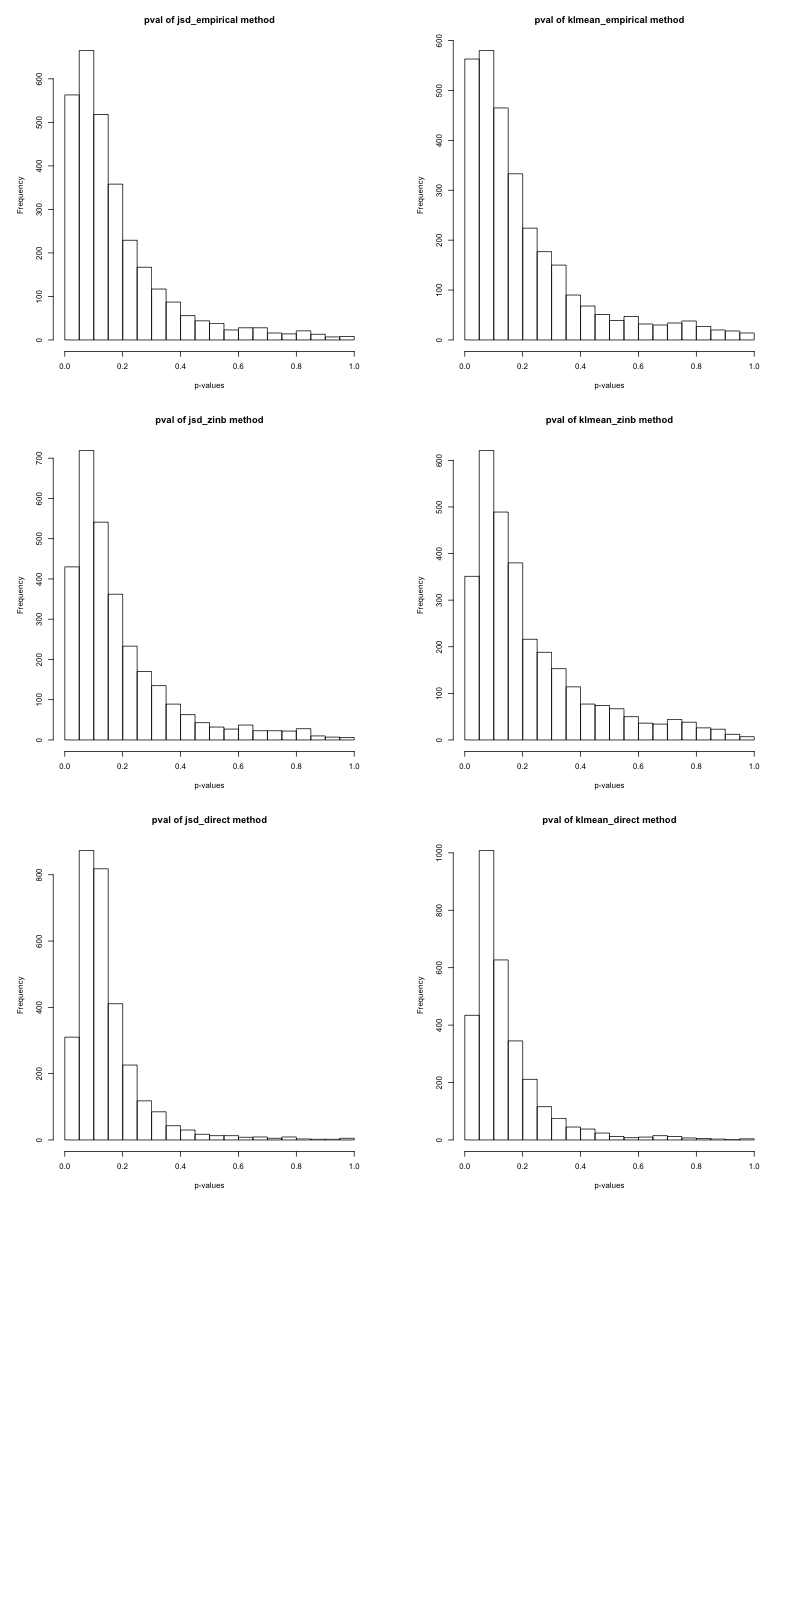 pval of jsd_empirical method
Frequency
0 100 200 300 400 500 600
0.0 0.2 0.4 0.6 0.8 1.0
p-values
pval of klmean_empirical method
Frequency
0 100 200 300 400 500 600
0.0 0.2 0.4 0.6 0.8 1.0
p-values
pval of jsd_zinb method
Frequency
0 100 200 300 400 500 600 700
0.0 0.2 0.4 0.6 0.8 1.0
p-values
pval of klmean_zinb method
Frequency
0 100 200 300 400 500 600
0.0 0.2 0.4 0.6 0.8 1.0
p-values
pval of jsd_direct method
Frequency
0 200 400 600 800
0.0 0.2 0.4 0.6 0.8 1.0
p-values
pval of klmean_direct method
Frequency
0 200 400 600 800 1000
0.0 0.2 0.4 0.6 0.8 1.0
p-values